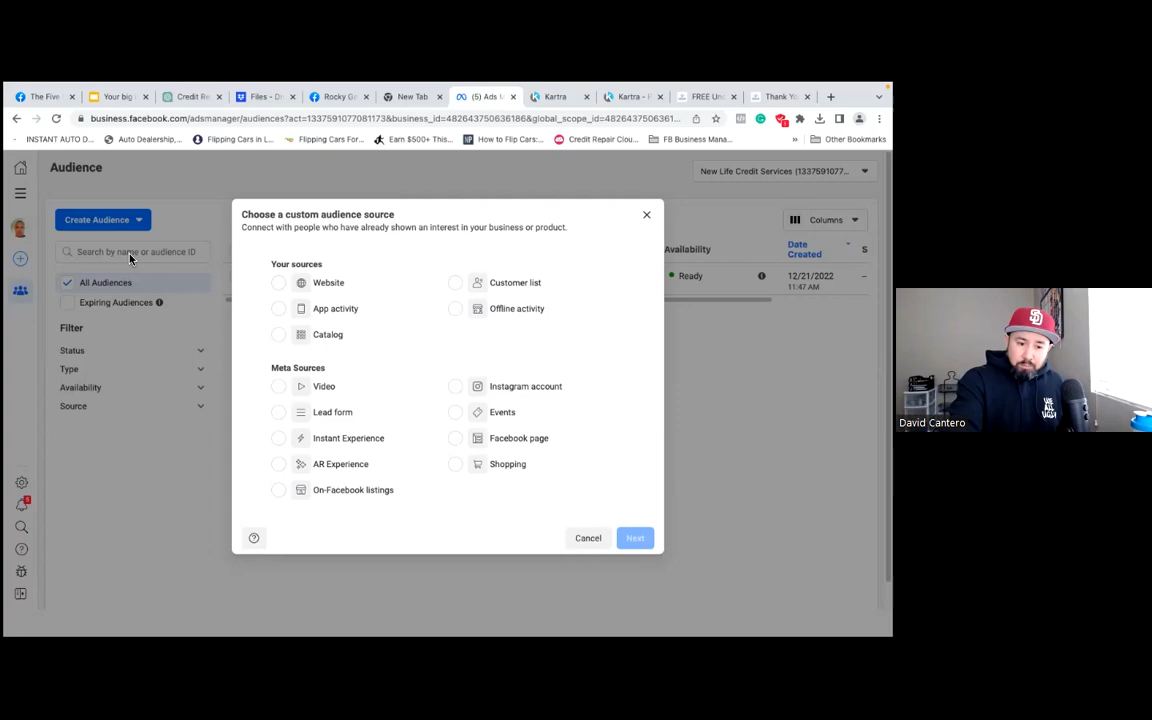 The Five
Your big
Credit Re
Files - D
Rocky Ga
New Tab
(5) Ads
Kartra
Kartra - F
FREE Un
Thank Yo
business.facebook.com/adsmanager/audiences?act=1337591077081173&business_id=482643750636186&global_scope_id=48264375063​61...
INSTANT AUTO D...
Auto Dealership,...
Flipping Cars in L...
Flipping Cars For...
Earn $500+ This...
How to Flip Cars:...
Credit Repair Clou...
FB Business Mana...
Other Bookmarks
Audience
New Life Credit Services (1337591077...
Create Audience
Columns
Search by name or audience ID
All Audiences
Expiring Audiences
Filter
Status
Type
Availability
Source
Availability
Date Created
S
Ready
12/21/2022
11:47 AM
Choose a custom audience source
Connect with people who have already shown an interest in your business or product.
Your sources
Website
Customer list
App activity
Offline activity
Catalog
Meta Sources
Video
Instagram account
Lead form
Events
Instant Experience
Facebook page
AR Experience
Shopping
On-Facebook listings
Cancel
Next
David Cantero